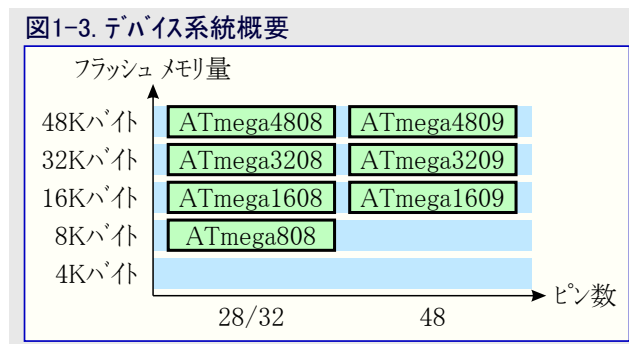 図1-3. ﾃﾞﾊﾞｲｽ系統概要
フラッシュ メモリ量
48Kﾊﾞｲﾄ ATmega4808 ATmega4809
32Kﾊﾞｲﾄ ATmega3208 ATmega3209
16Kﾊﾞｲﾄ ATmega1608 ATmega1609
8Kﾊﾞｲﾄ ATmega808
4Kﾊﾞｲﾄ
ピン数
28/32 48